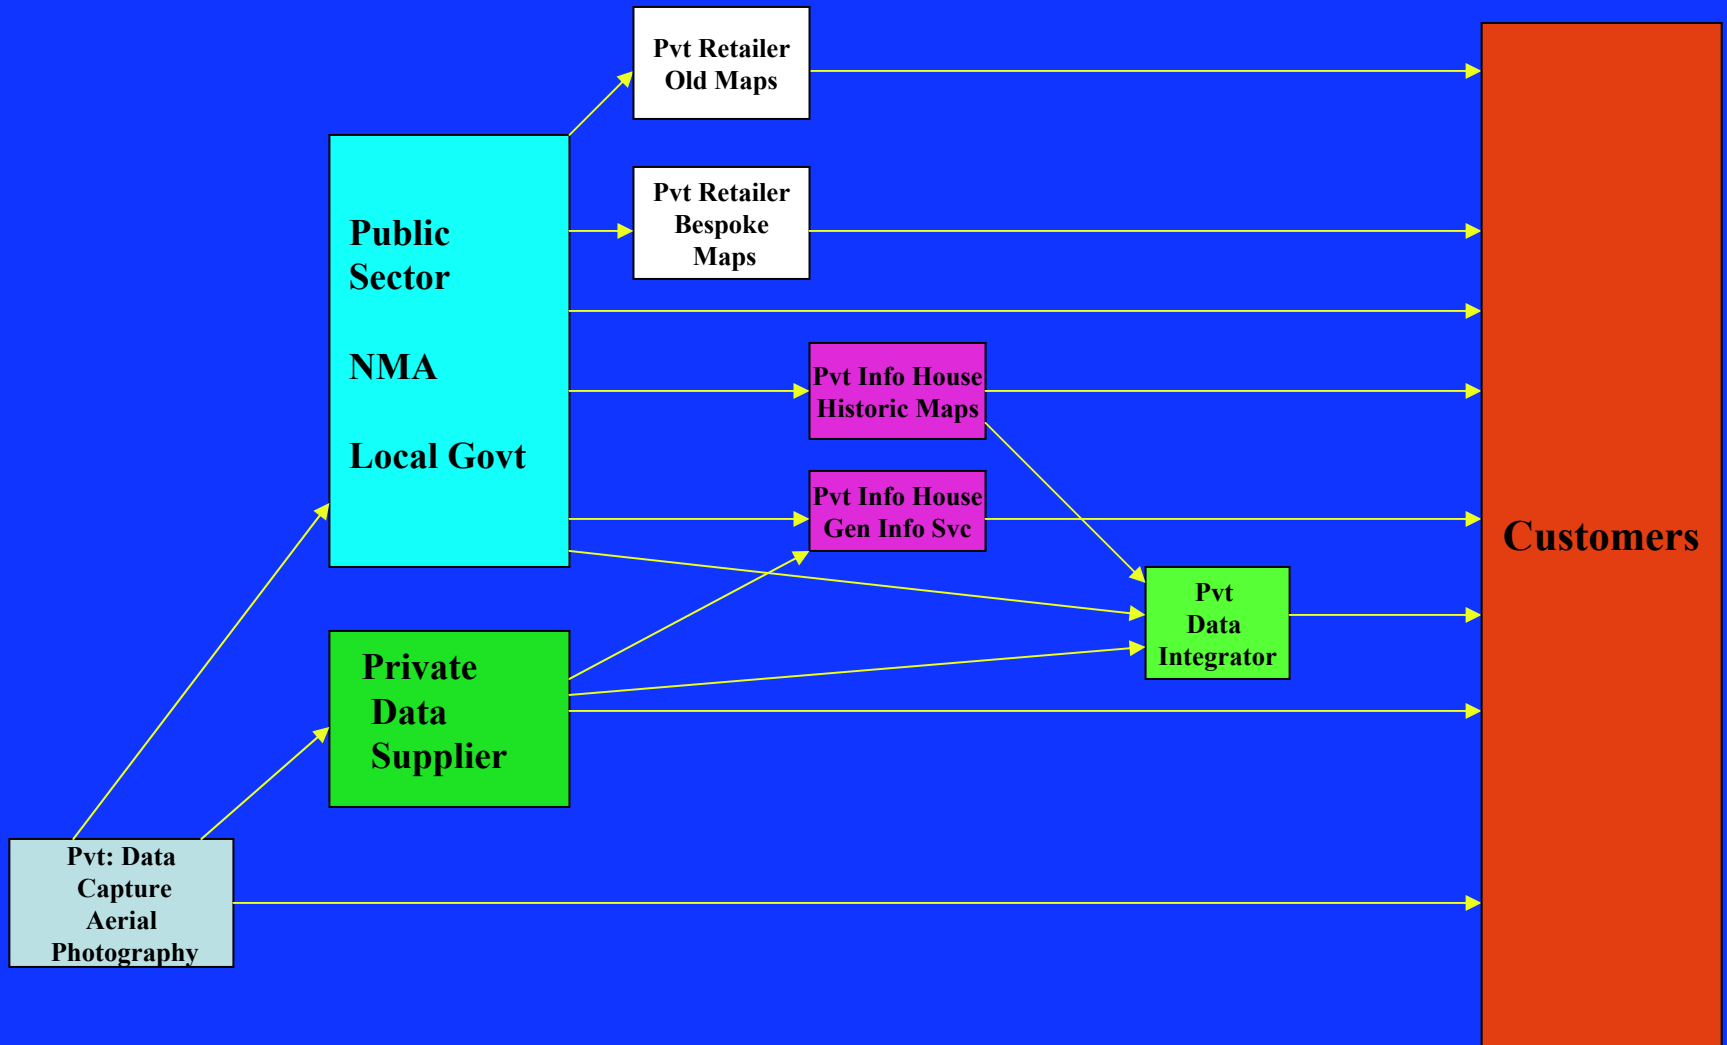 Pvt Retailer
Old Maps
Pvt Retailer
Bespoke
Maps
Public
Sector
NMA
Local Govt
Pvt Info House
Historic Maps
Pvt Info House
Gen Info Svc
Customers
Pvt
Data
Integrator
Private
Data
Supplier
Pvt: Data
Capture
Aerial
Photography